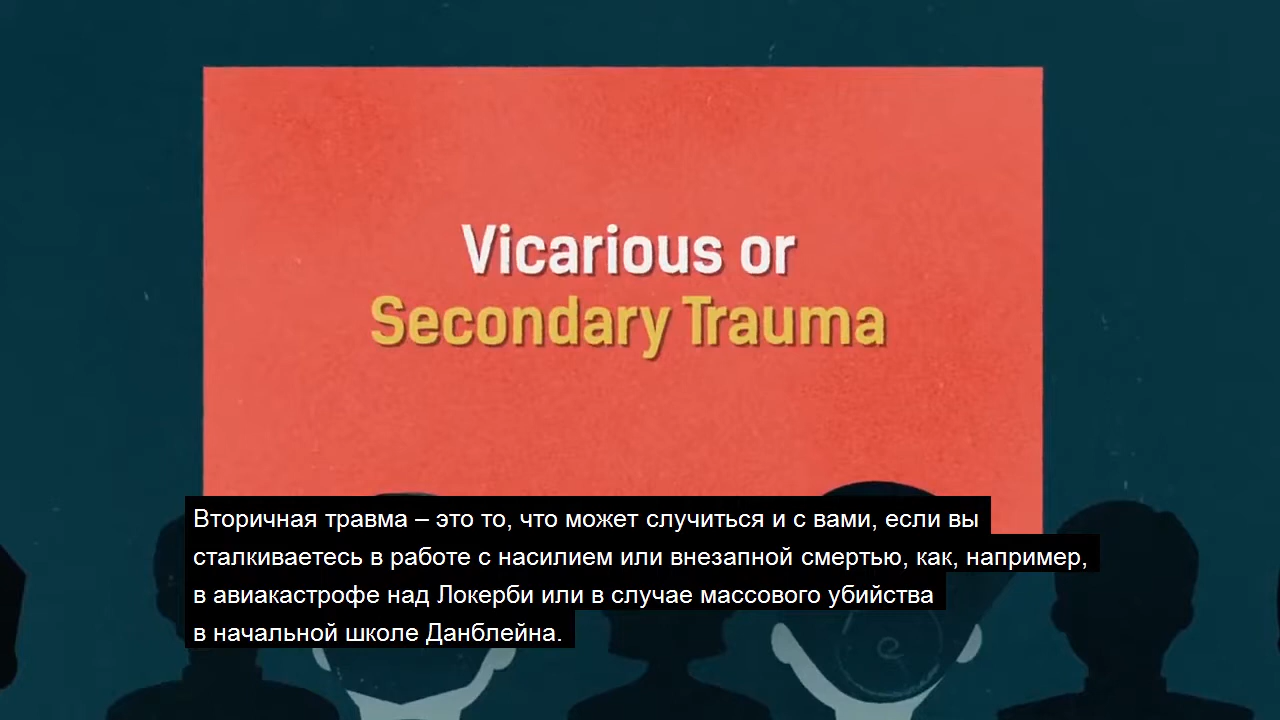 Vicarious or
Secondary Trauma
Вторичная травма – это то, что может случиться и с вами, если вы
сталкиваетесь в работе с насилием или внезапной смертью, как, например,
в авиакастрофе над Локерби или в случае массового убийства
в начальной школе Данблейна.